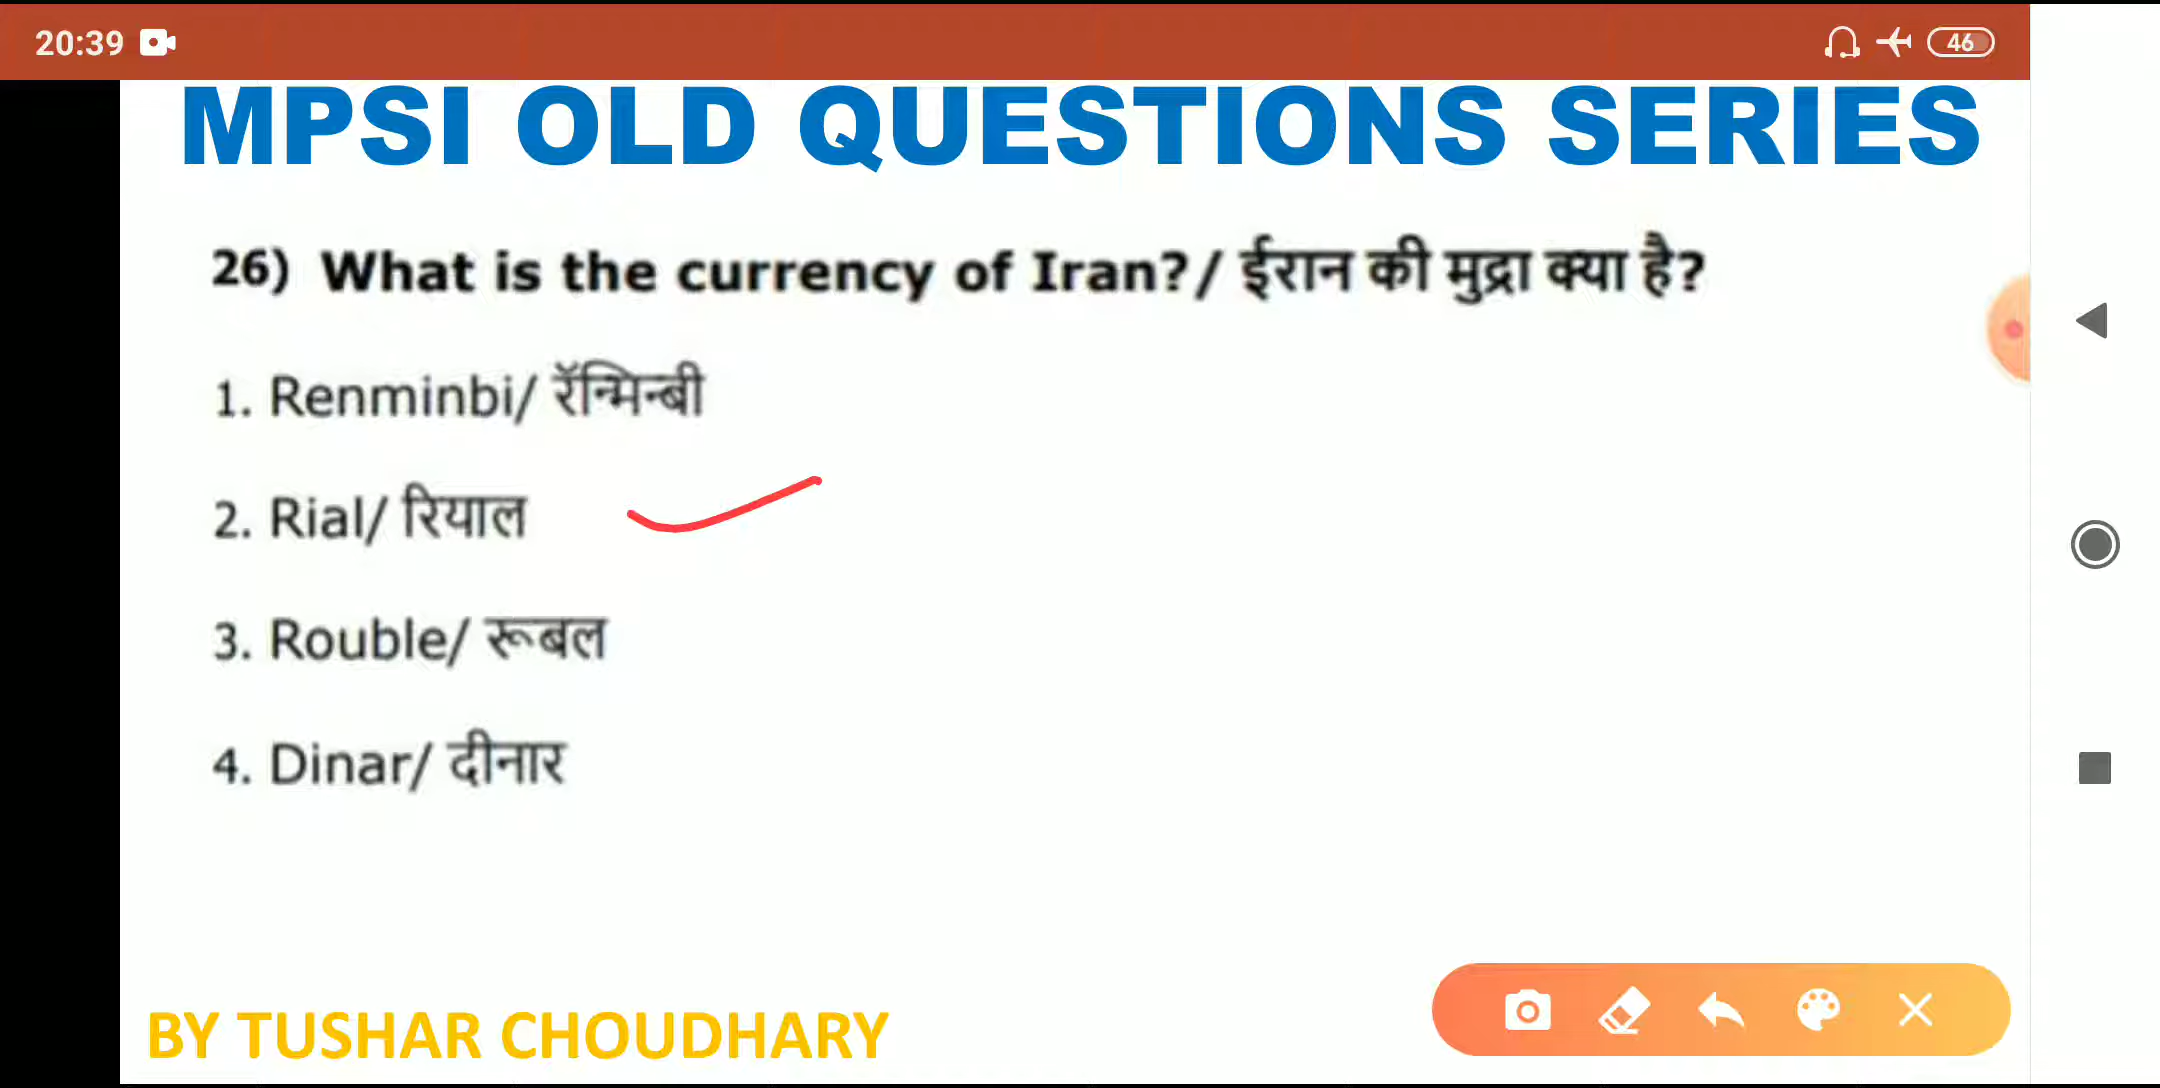 20:39
46
MPSI OLD QUESTIONS SERIES
26) What is the currency of Iran?/ ईरान की मुद्रा क्या है?
1. Renminbi/ रॅन्मिन्बी
2. Rial/ रियाल
3. Rouble/ रूबल
4. Dinar/ दीनार
BY TUSHAR CHOUDHARY